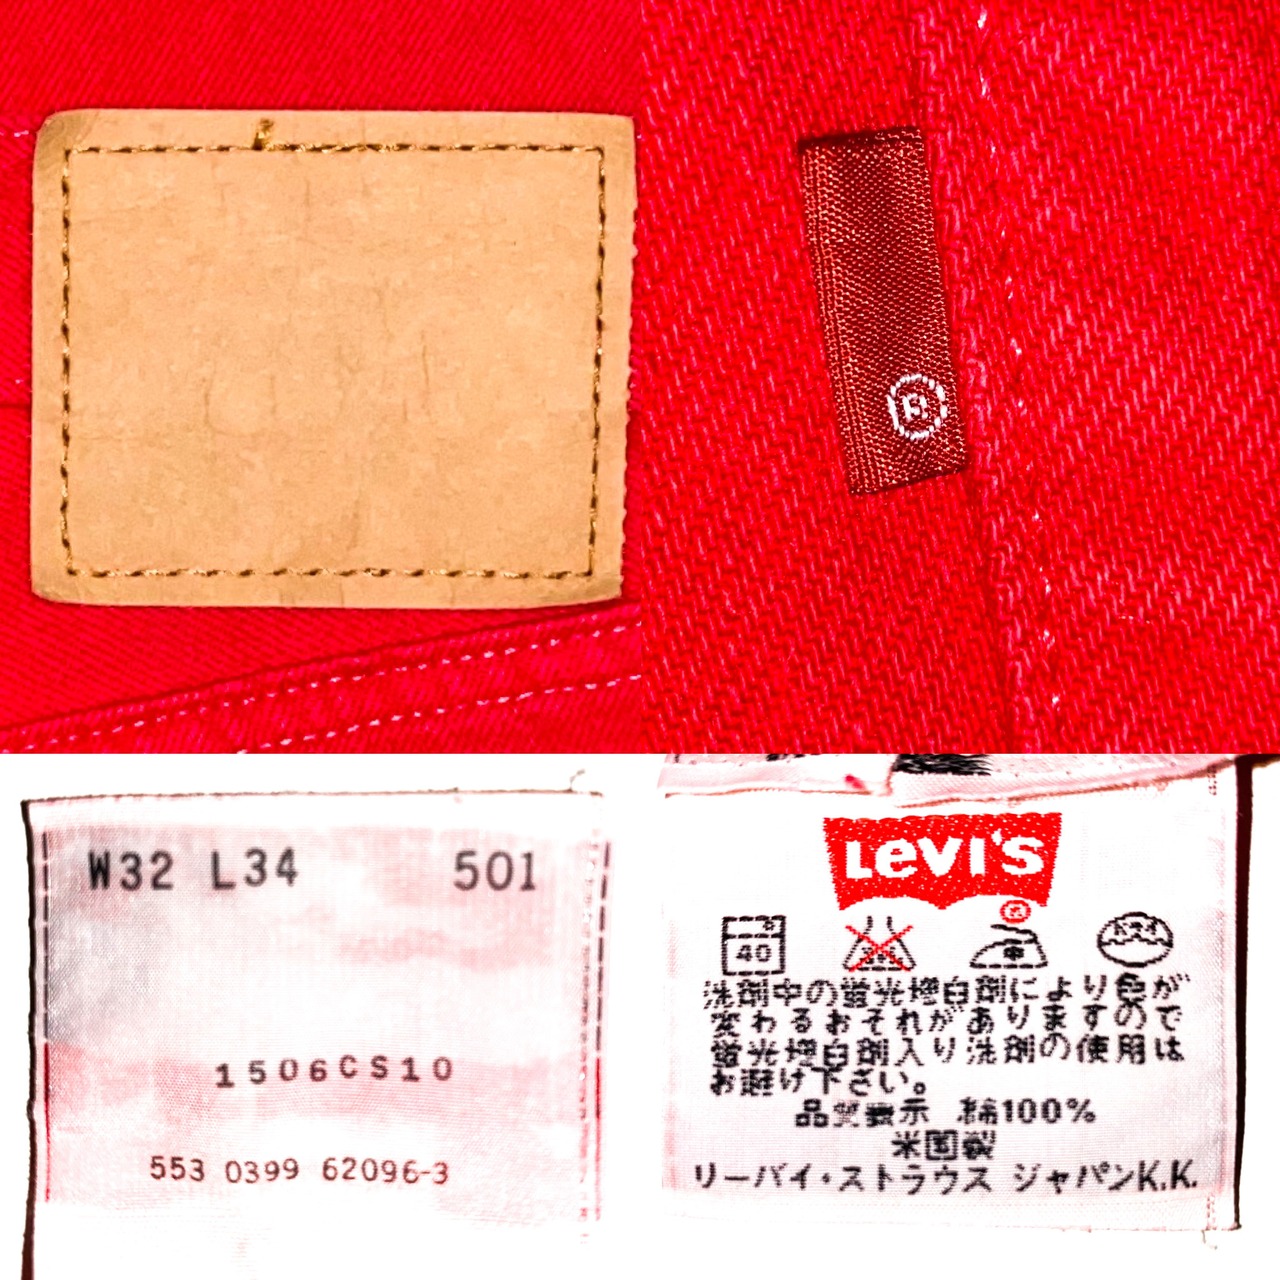 ®
W32 L34 501
1506CS10
553 0399 62096-3
Levi's
®
40
洗剤中の蛍光増白剤により色が
変わるおそれがありますので
蛍光増白剤入り洗剤の使用は
お避け下さい。
品質表示 綿100%
米国製
リーバイ・ストラウス ジャパンK.K.